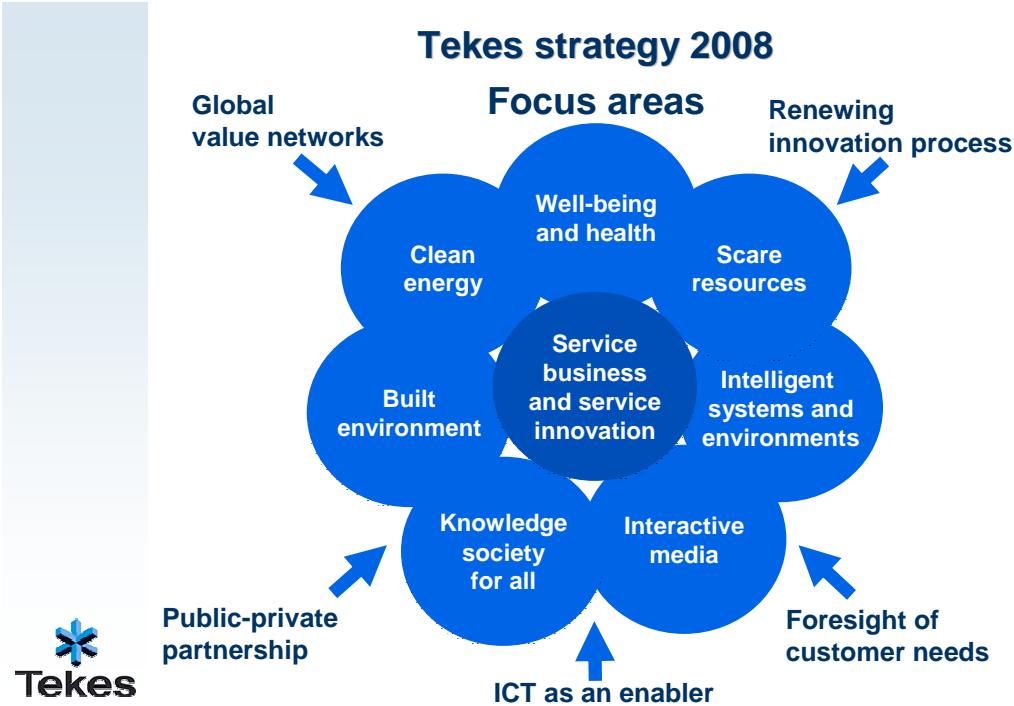 Tekes strategy 2008
Focus areas
Global
value networks
Renewing
innovation process
Well-being
and health
Clean
energy
Scare
resources
Service
business
and service
innovation
Built
environment
Intelligent
systems and
environments
Knowledge
society
for all
Interactive
media
Public-private
partnership
Foresight of
customer needs
ICT as an enabler
Tekes